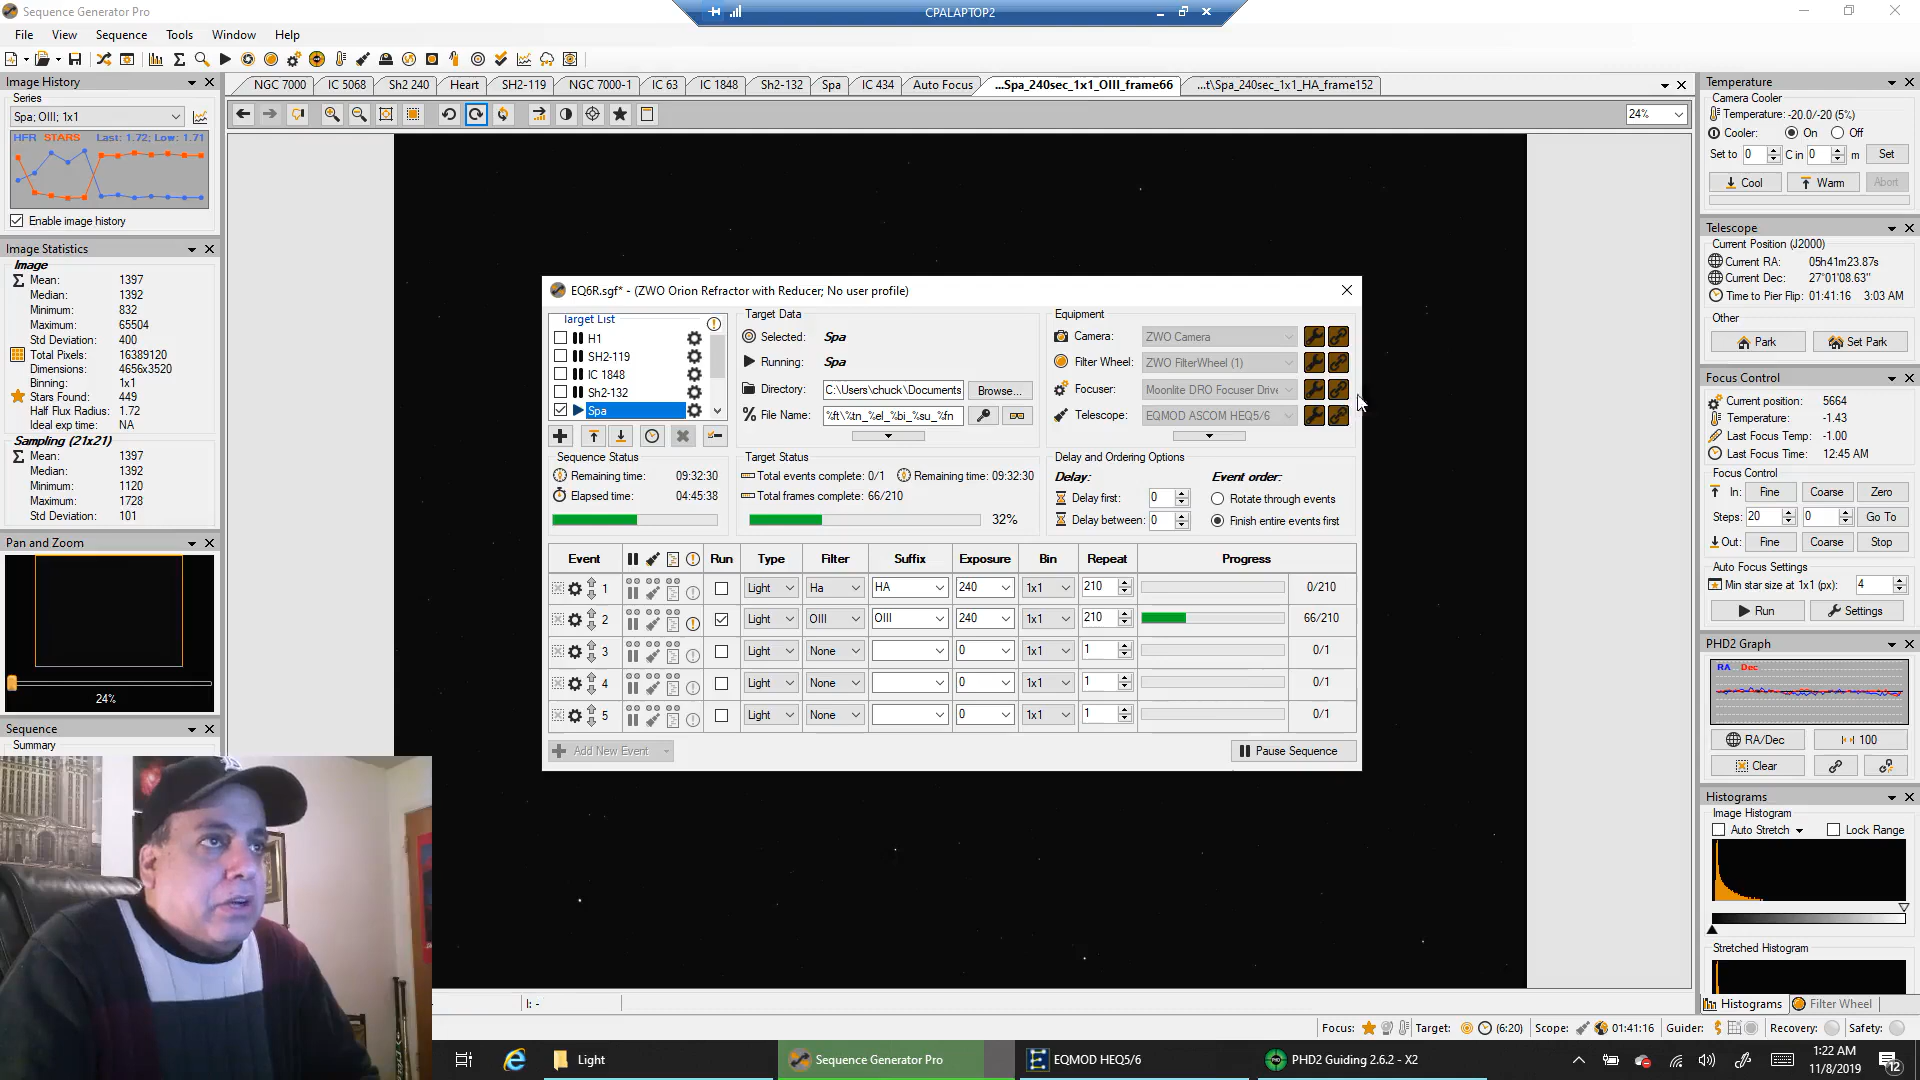 Sequence Generator Pro
CPALAPTOP2
File View Sequence Tools Window Help
Image History
Series
Spa; OIII; 1x1
HFR STARS Last: 1.72; Low: 1.71
Enable image history
Image Statistics
Image
Mean: 1397
Median: 1392
Minimum: 832
Maximum: 65504
Std Deviation: 400
Total Pixels: 16389120
Dimensions: 4656x3520
Binning: 1x1
Stars Found: 449
Half Flux Radius: 1.72
Ideal exp time: NA
Sampling (21x21)
Mean: 1397
Median: 1392
Minimum: 1120
Maximum: 1728
Std Deviation: 101
Pan and Zoom
24%
Sequence
Summary
NGC 7000 IC 5068 Sh2 240 Heart SH2-119 NGC 7000-1 IC 63 IC 1848 Sh2-132 Spa IC 434 Auto Focus ...Spa_240sec_1x1_OIII_frame66 ...t\Spa_240sec_1x1_HA_frame152
24%
EQ6R.sgf* - (ZWO Orion Refractor with Reducer; No user profile)
Target List
H1
SH2-119
IC 1848
Sh2-132
Spa
Target Data
Selected: Spa
Running: Spa
Directory: C:\Users\chuck\Documents Browse...
File Name: %ft\%tn_%el_%bi_%su_%fn
Equipment
Camera: ZWO Camera
Filter Wheel: ZWO FilterWheel (1)
Focuser: Moonlite DRO Focuser Drive
Telescope: EQMOD ASCOM HEQ5/6
Sequence Status
Remaining time: 09:32:30
Elapsed time: 04:45:38
Target Status
Total events complete: 0/1 Remaining time: 09:32:30
Total frames complete: 66/210
32%
Delay and Ordering Options
Delay: Event order:
Delay first: 0 Rotate through events
Delay between: 0 Finish entire events first
Event Run Type Filter Suffix Exposure Bin Repeat Progress
1 Light Ha HA 240 1x1 210 0/210
2 Light OIII OIII 240 1x1 210 66/210
3 Light None 0 1x1 1 0/1
4 Light None 0 1x1 1 0/1
5 Light None 0 1x1 1 0/1
Add New Event Pause Sequence
I: -
Temperature
Camera Cooler
Temperature: -20.0/-20 (5%)
Cooler: On Off
Set to 0 C in 0 m Set
Cool Warm Abort
Telescope
Current Position (J2000)
Current RA: 05h41m23.87s
Current Dec: 27°01'08.63"
Time to Pier Flip: 01:41:16 3:03 AM
Other
Park Set Park
Focus Control
Current position: 5664
Temperature: -1.43
Last Focus Temp: -1.00
Last Focus Time: 12:45 AM
Focus Control
In: Fine Coarse Zero
Steps: 20 0 Go To
Out: Fine Coarse Stop
Auto Focus Settings
Min star size at 1x1 (px): 4
Run Settings
PHD2 Graph
RA Dec
RA/Dec 100
Clear
Histograms
Image Histogram
Auto Stretch Lock Range
Stretched Histogram
Histograms Filter Wheel
Focus: Target: (6:20) Scope: 01:41:16 Guider: Recovery: Safety:
Light
Sequence Generator Pro
EQMOD HEQ5/6
PHD2 Guiding 2.6.2 - X2
1:22 AM
11/8/2019
12